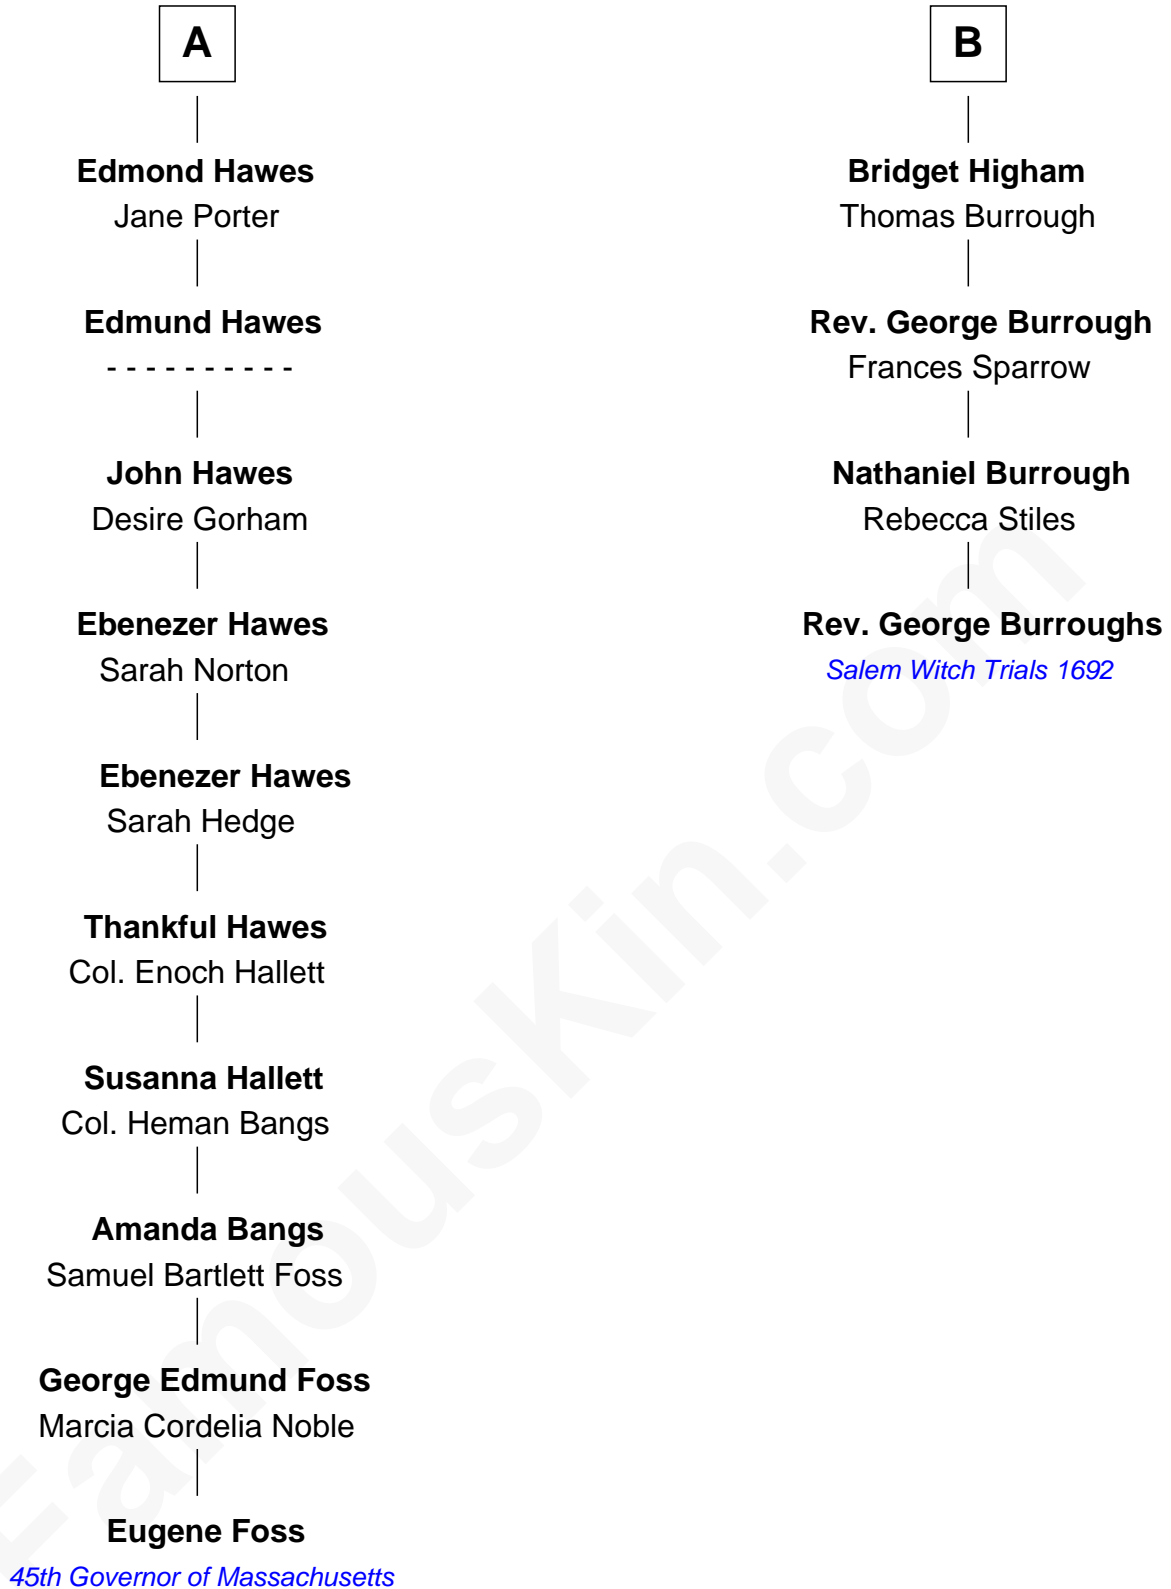 A
Edmond Hawes
Jane Porter
Edmund Hawes
- - - - - - - - - -
John Hawes
Desire Gorham
Ebenezer Hawes
Sarah Norton
Ebenezer Hawes
Sarah Hedge
Thankful Hawes
Col. Enoch Hallett
Susanna Hallett
Col. Heman Bangs
Amanda Bangs
Samuel Bartlett Foss
George Edmund Foss
Marcia Cordelia Noble
Eugene Foss
45th Governor of Massachusetts
B
Bridget Higham
Thomas Burrough
Rev. George Burrough
Frances Sparrow
Nathaniel Burrough
Rebecca Stiles
Rev. George Burroughs
Salem Witch Trials 1692
FamousKin.com